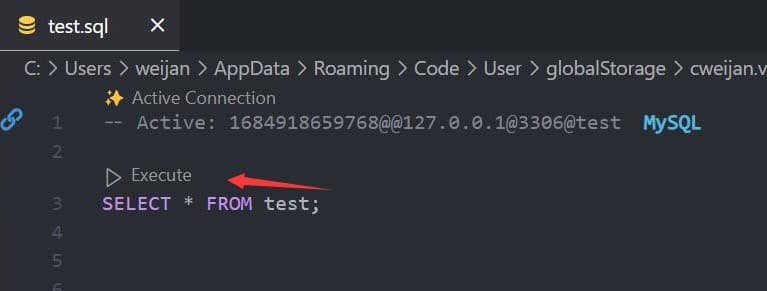 test.sql
C: > Users > weijan > AppData > Roaming > Code > User > globalStorage > cweijan.v
Active Connection
1 -- Active: 1684918659768@@127.0.0.1@3306@test MySQL
2
Execute
3 SELECT * FROM test;
4
5
6